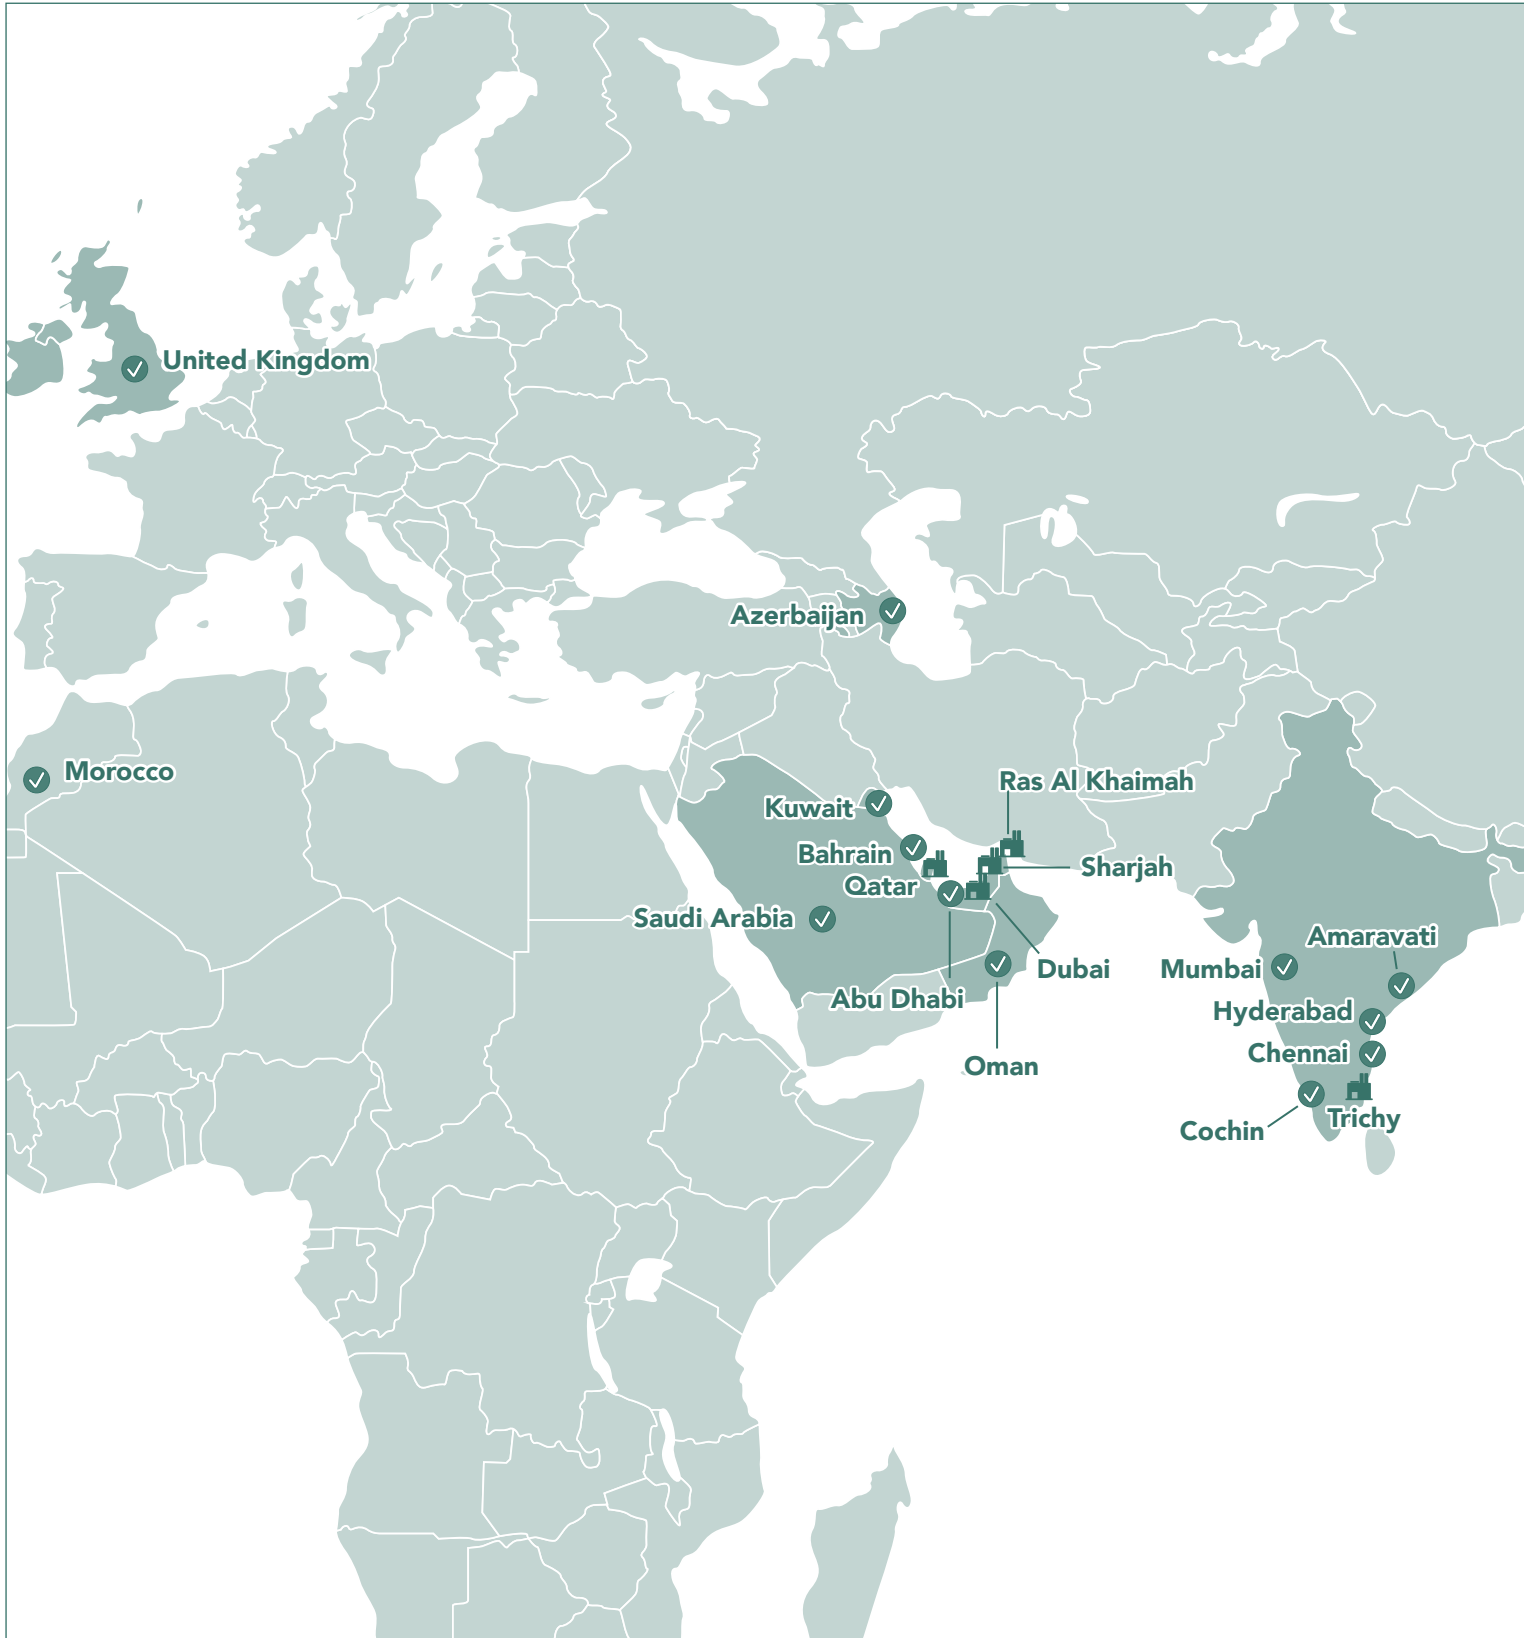 United Kingdom
Azerbaijan
Morocco
Ras Al Khaimah
Kuwait
Bahrain
Sharjah
Qatar
Saudi Arabia
Amaravati
Dubai
Mumbai
Abu Dhabi
Hyderabad
Chennai
Oman
Trichy
Cochin